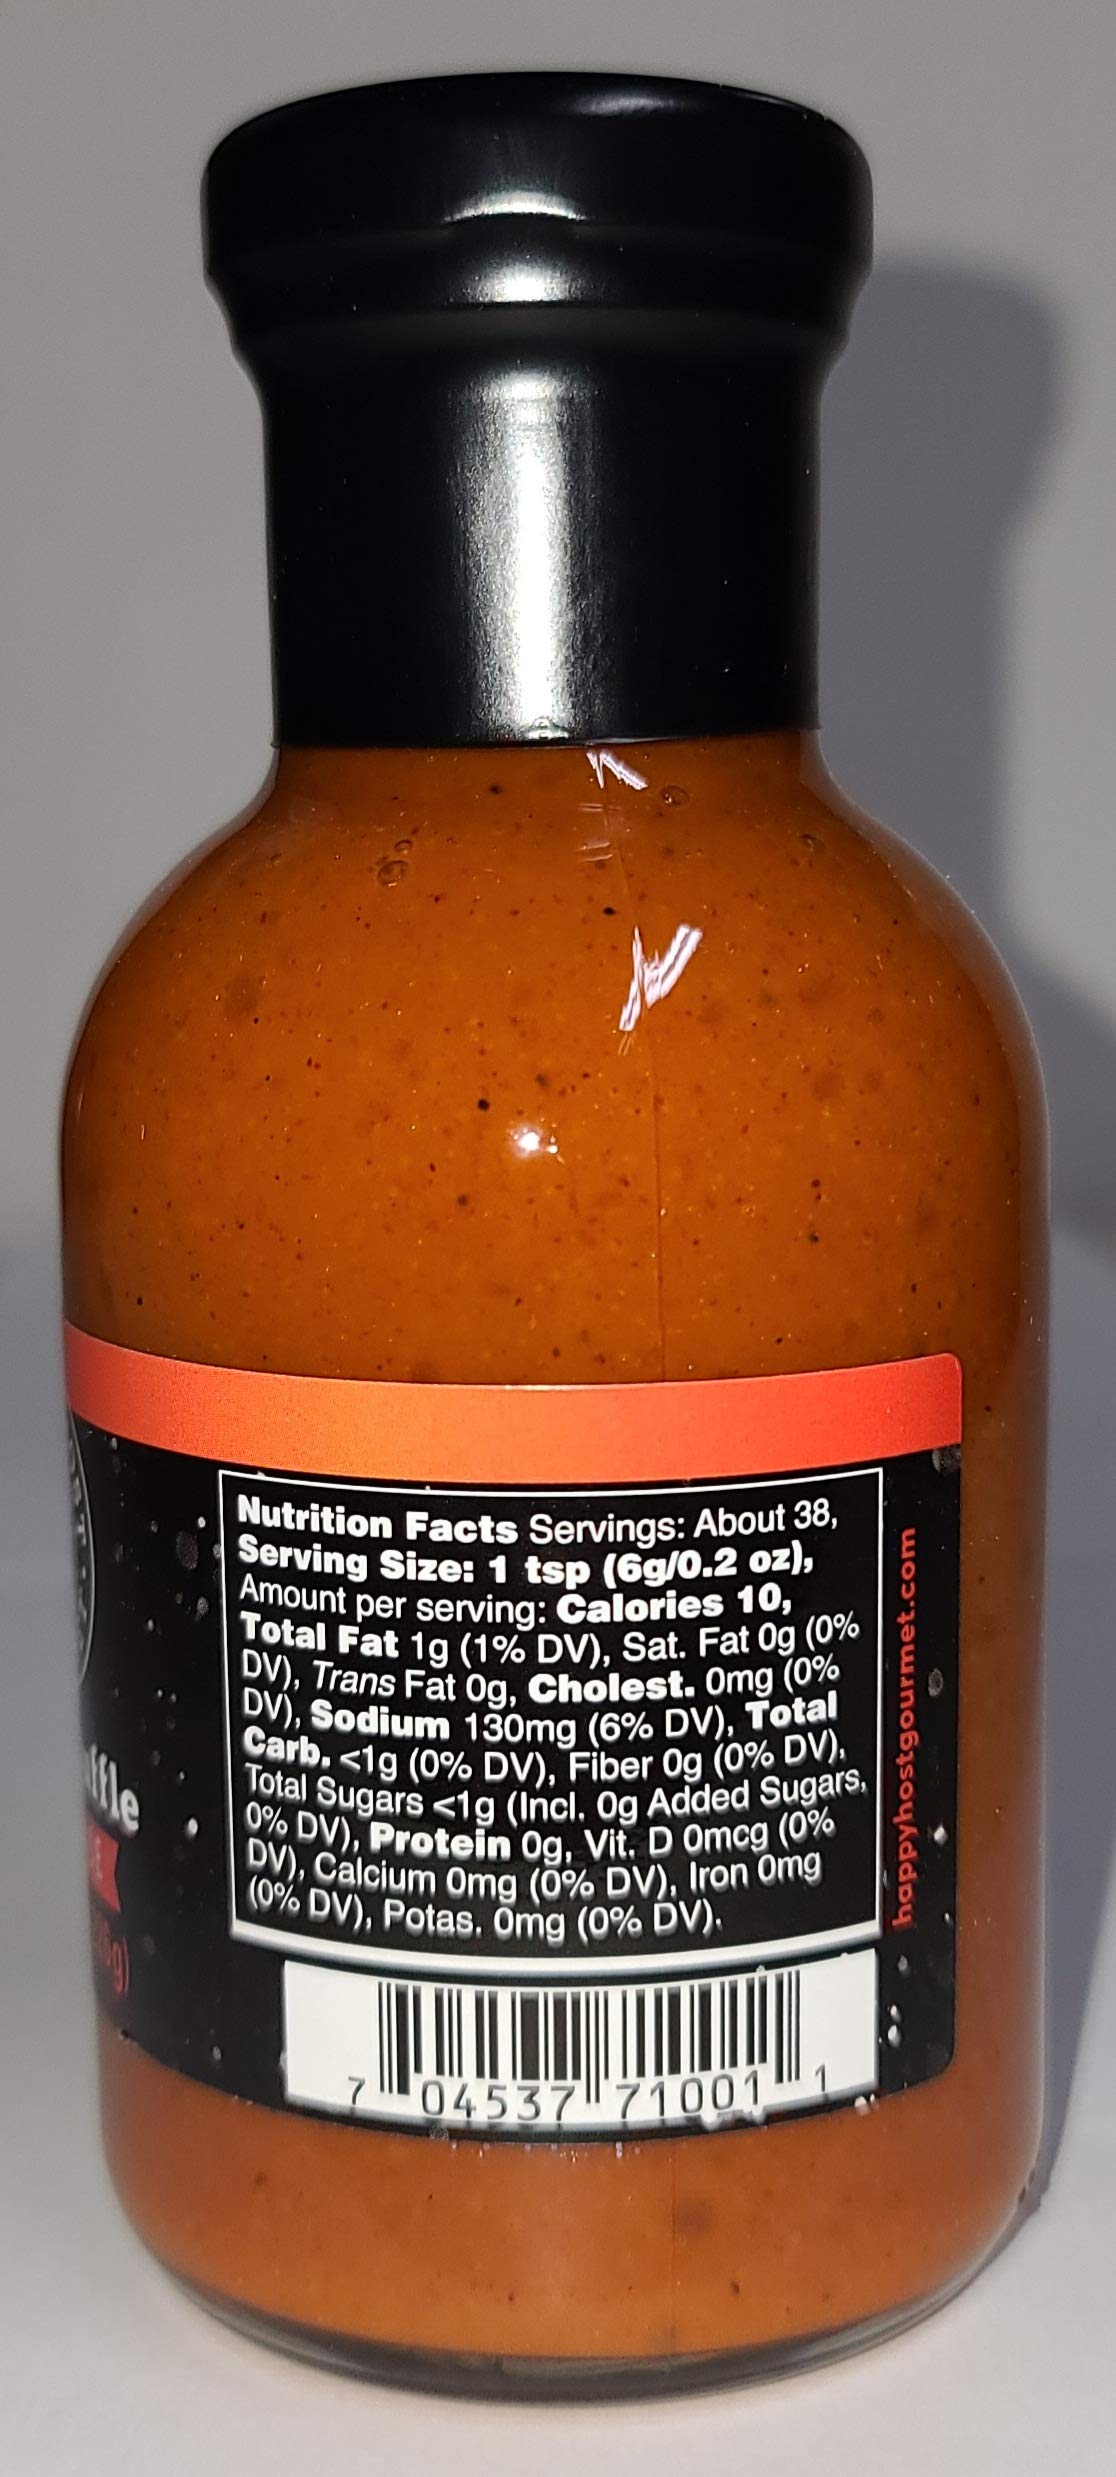 Nutrition Facts Servings: About 38,
Serving Size: 1 tsp (6g/0.2 oz),
Amount per serving: Calories 10,
Total Fat 1g (1% DV), Sat. Fat 0g (0%
DV), Trans Fat 0g, Cholest. 0mg (0%
DV), Sodium 130mg (6% DV), Total
Carb. <1g (0% DV), Fiber 0g (0% DV),
Total Sugars <1g (Incl. 0g Added Sugars,
0% DV), Protein 0g, Vit. D 0mcg (0%
DV), Calcium 0mg (0% DV), Iron 0mg
(0% DV), Potas. 0mg (0% DV).
happyhostgourmet.com
7 04537 71001 1